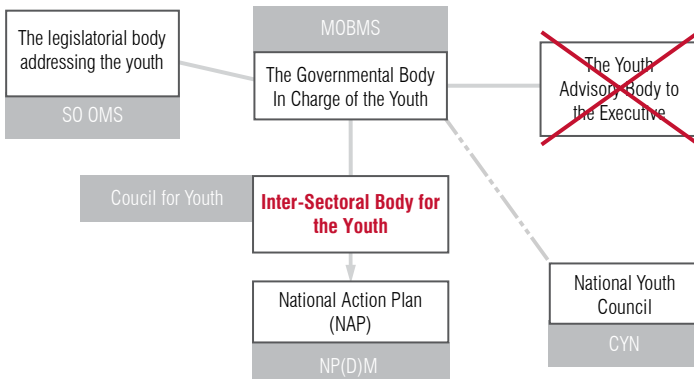 The legislatorial body
addressing the youth
SO OMS
MOBMS
The Governmental Body
In Charge of the Youth
The Youth
Advisory Body to
the Executive
Coucil for Youth
Inter-Sectoral Body for
the Youth
National Action Plan
(NAP)
NP(D)M
National Youth
Council
CYN